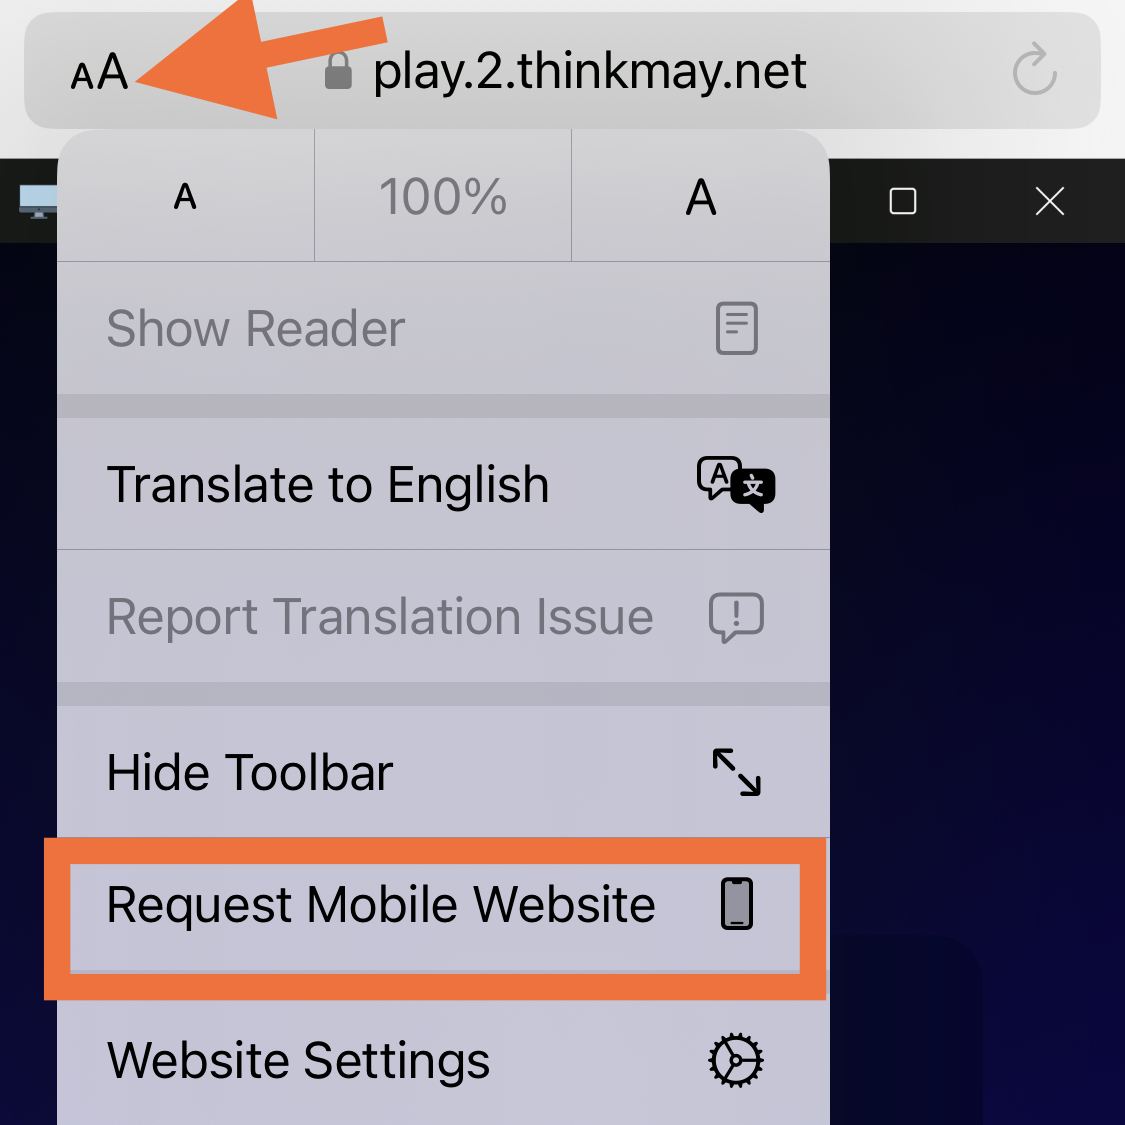 AA play.2.thinkmay.net
A 100% A
Show Reader
Translate to English
Report Translation Issue
Hide Toolbar
Request Mobile Website
Website Settings